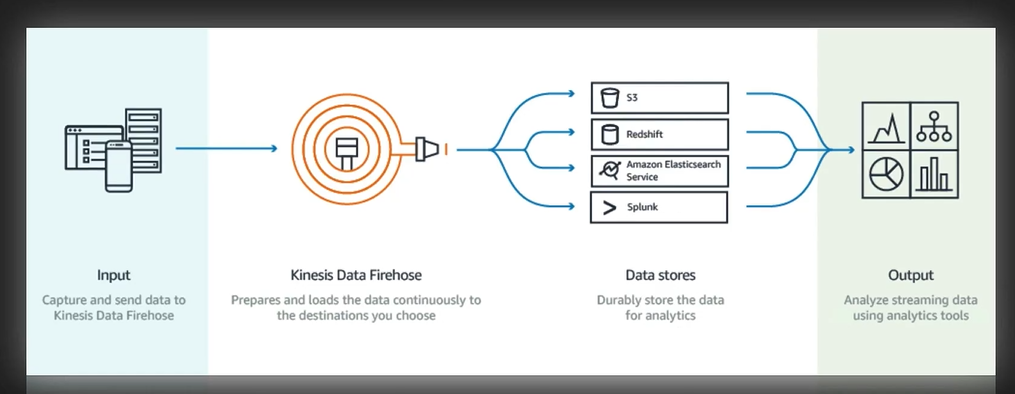 S3
Redshift
Amazon Elasticsearch
Service
Splunk
Input
Capture and send data to
Kinesis Data Firehose
Kinesis Data Firehose
Prepares and loads the data continuously to
the destinations you choose
Data stores
Durably store the data
for analytics
Output
Analyze streaming data
using analytics tools